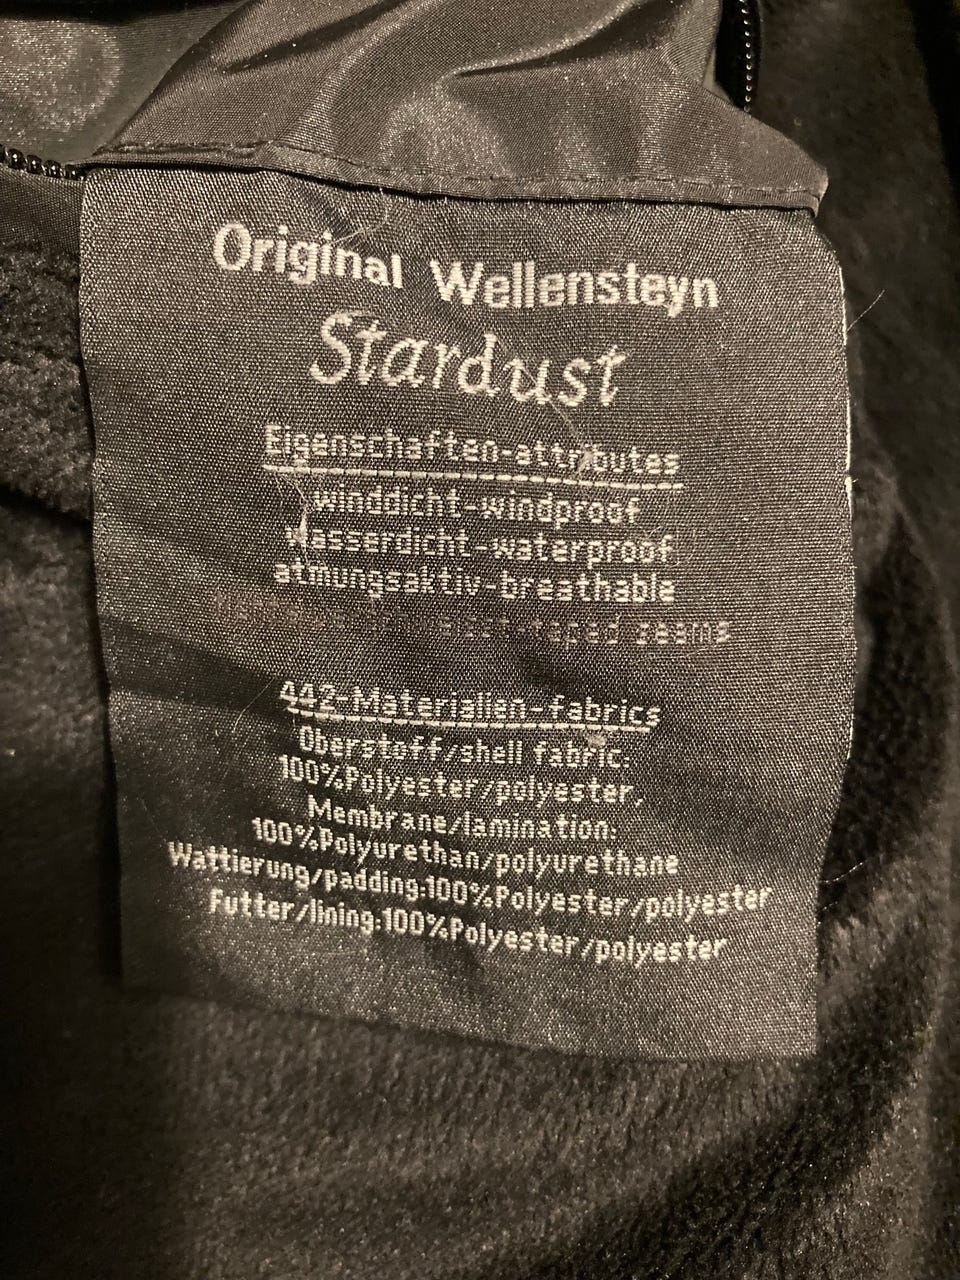 Original Wellensteyn
Stardust
Eigenschaften-attributes
winddicht-windproof
wasserdicht-waterproof
atmungsaktiv-breathable
taped seams
442-Materialien-fabrics
Oberstoff/shell fabric:
100%Polyester/polyester,
Membrane/lamination:
100%Polyurethan/polyurethane
Wattierung/padding:100%Polyester/polyester
Futter/lining:100%Polyester/polyester